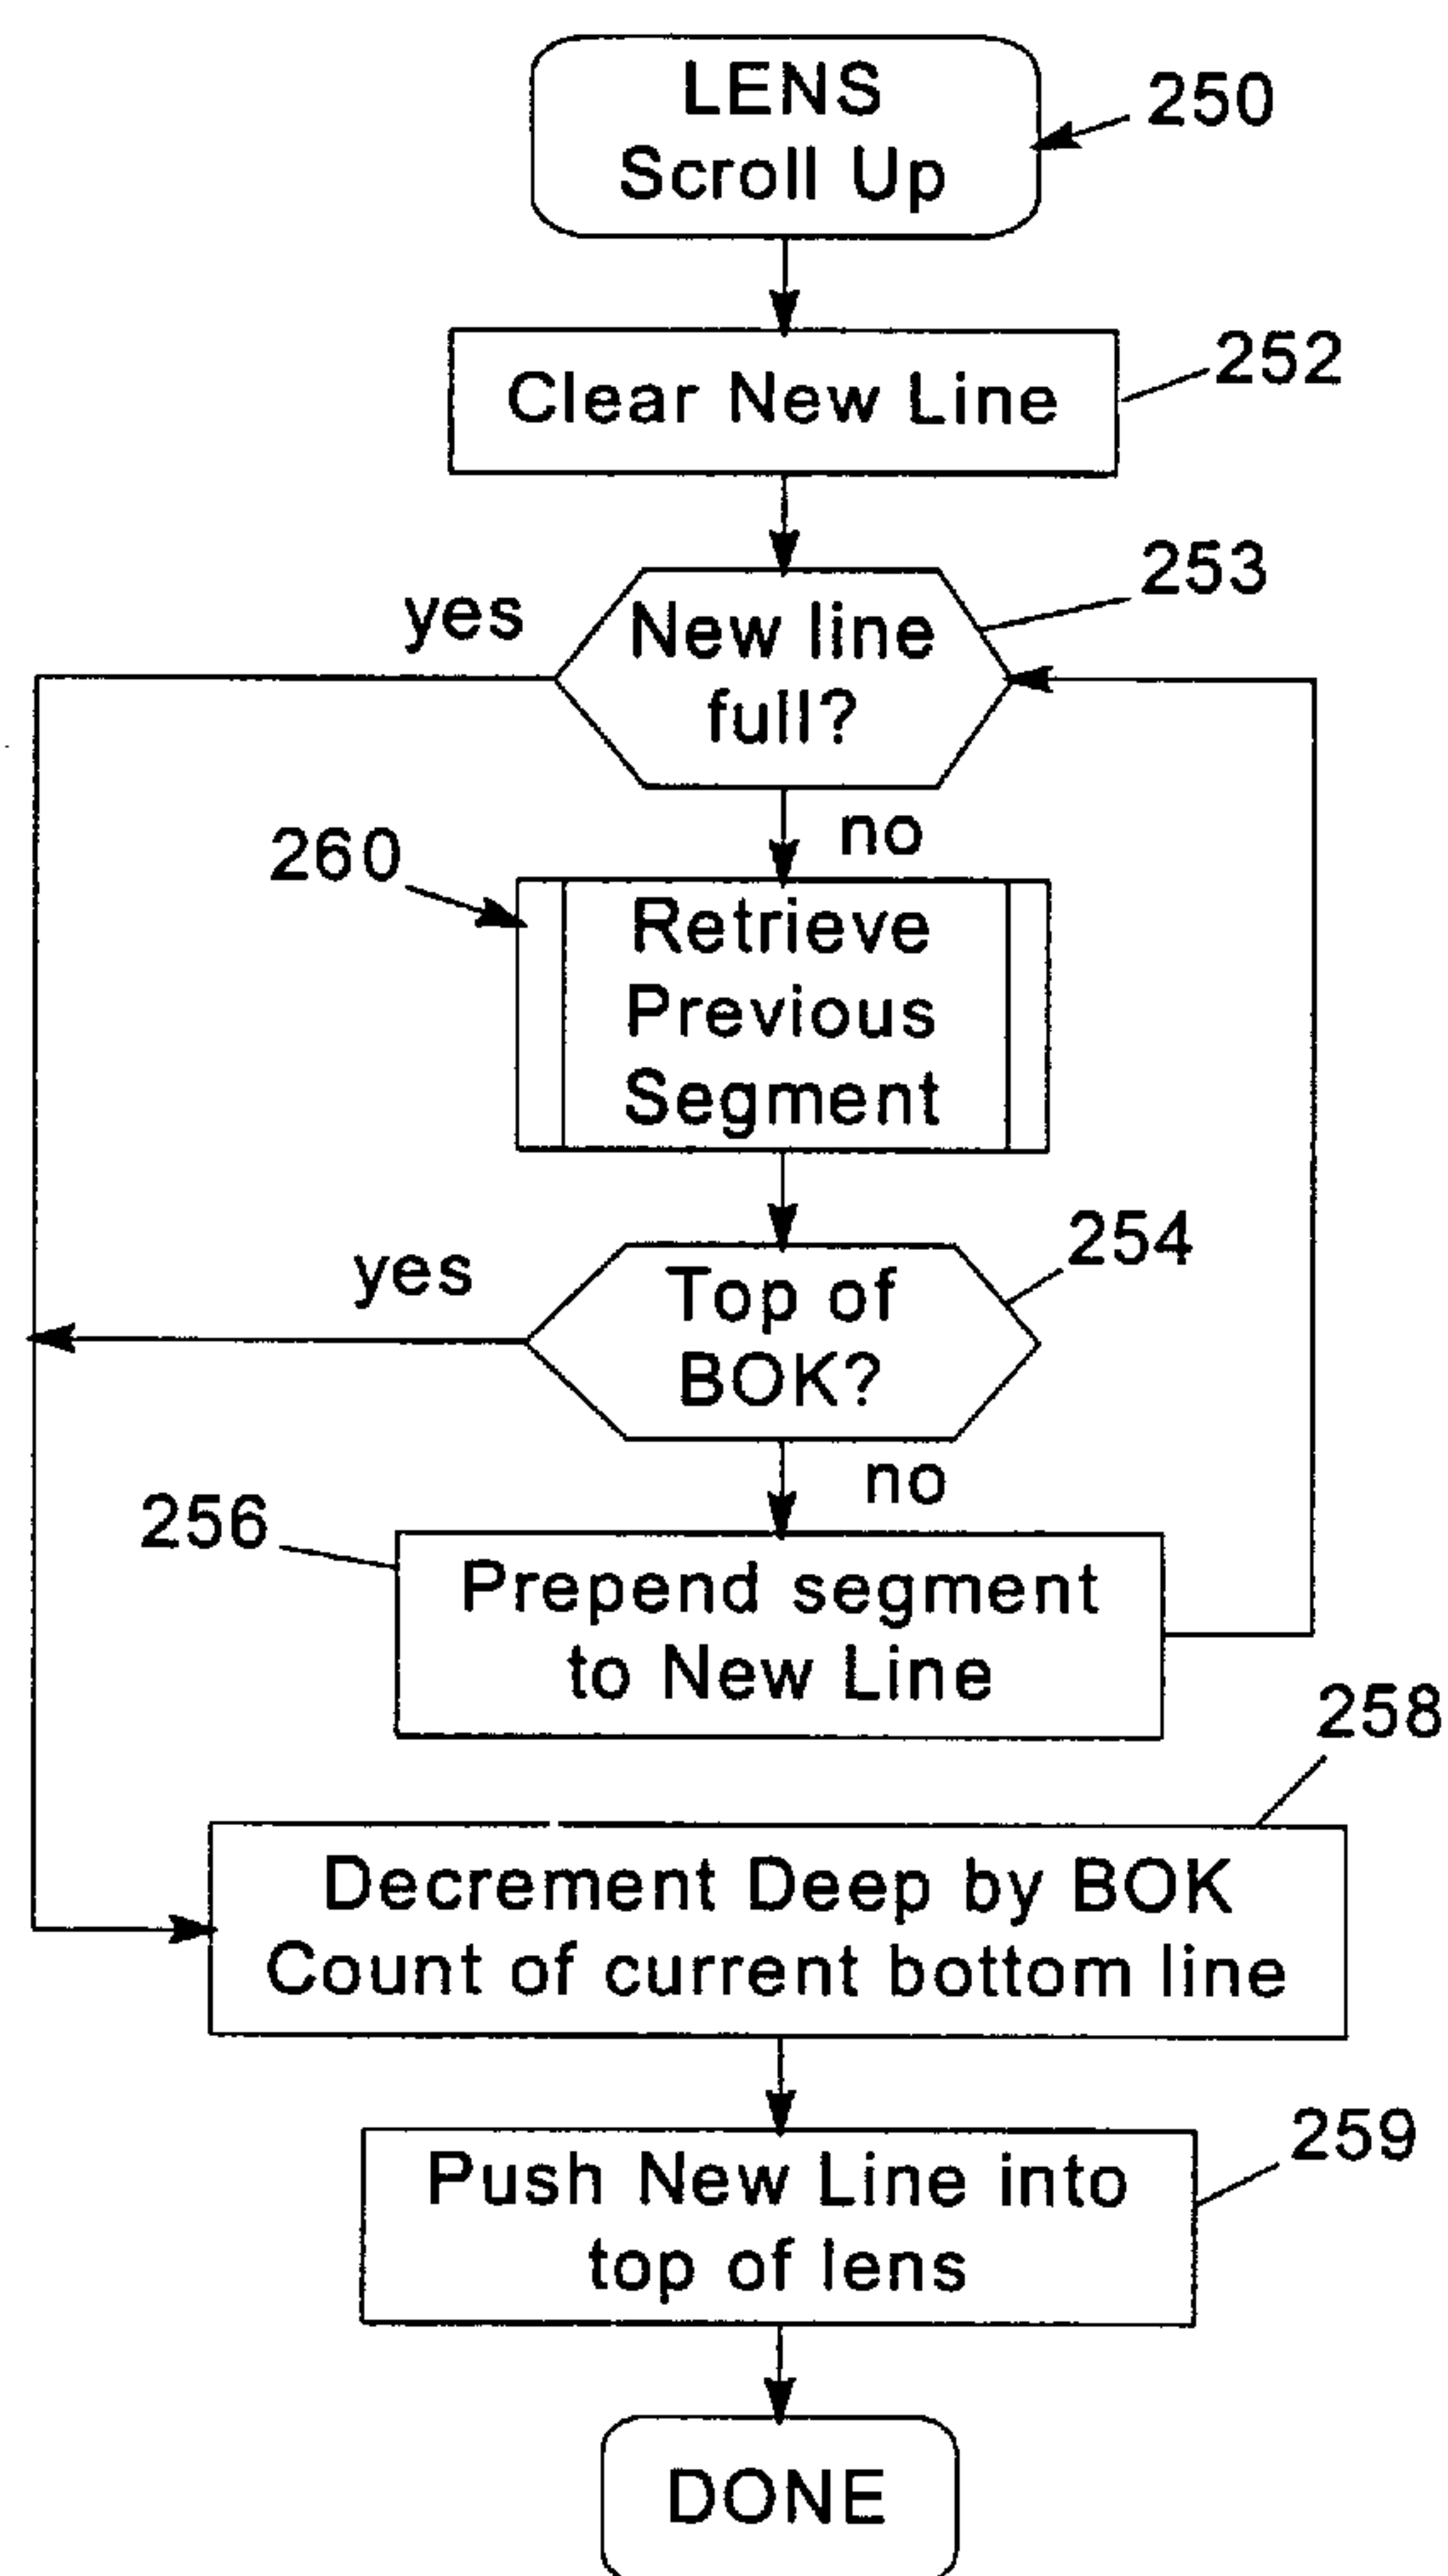 LENS
Scroll Up
250
Clear New Line
252
253
yes
New line
full?
no
260
Retrieve
Previous
Segment
254
yes
Top of
BOK?
no
256
Prepend segment
to New Line
258
Decrement Deep by BOK
Count of current bottom line
259
Push New Line into
top of lens
DONE